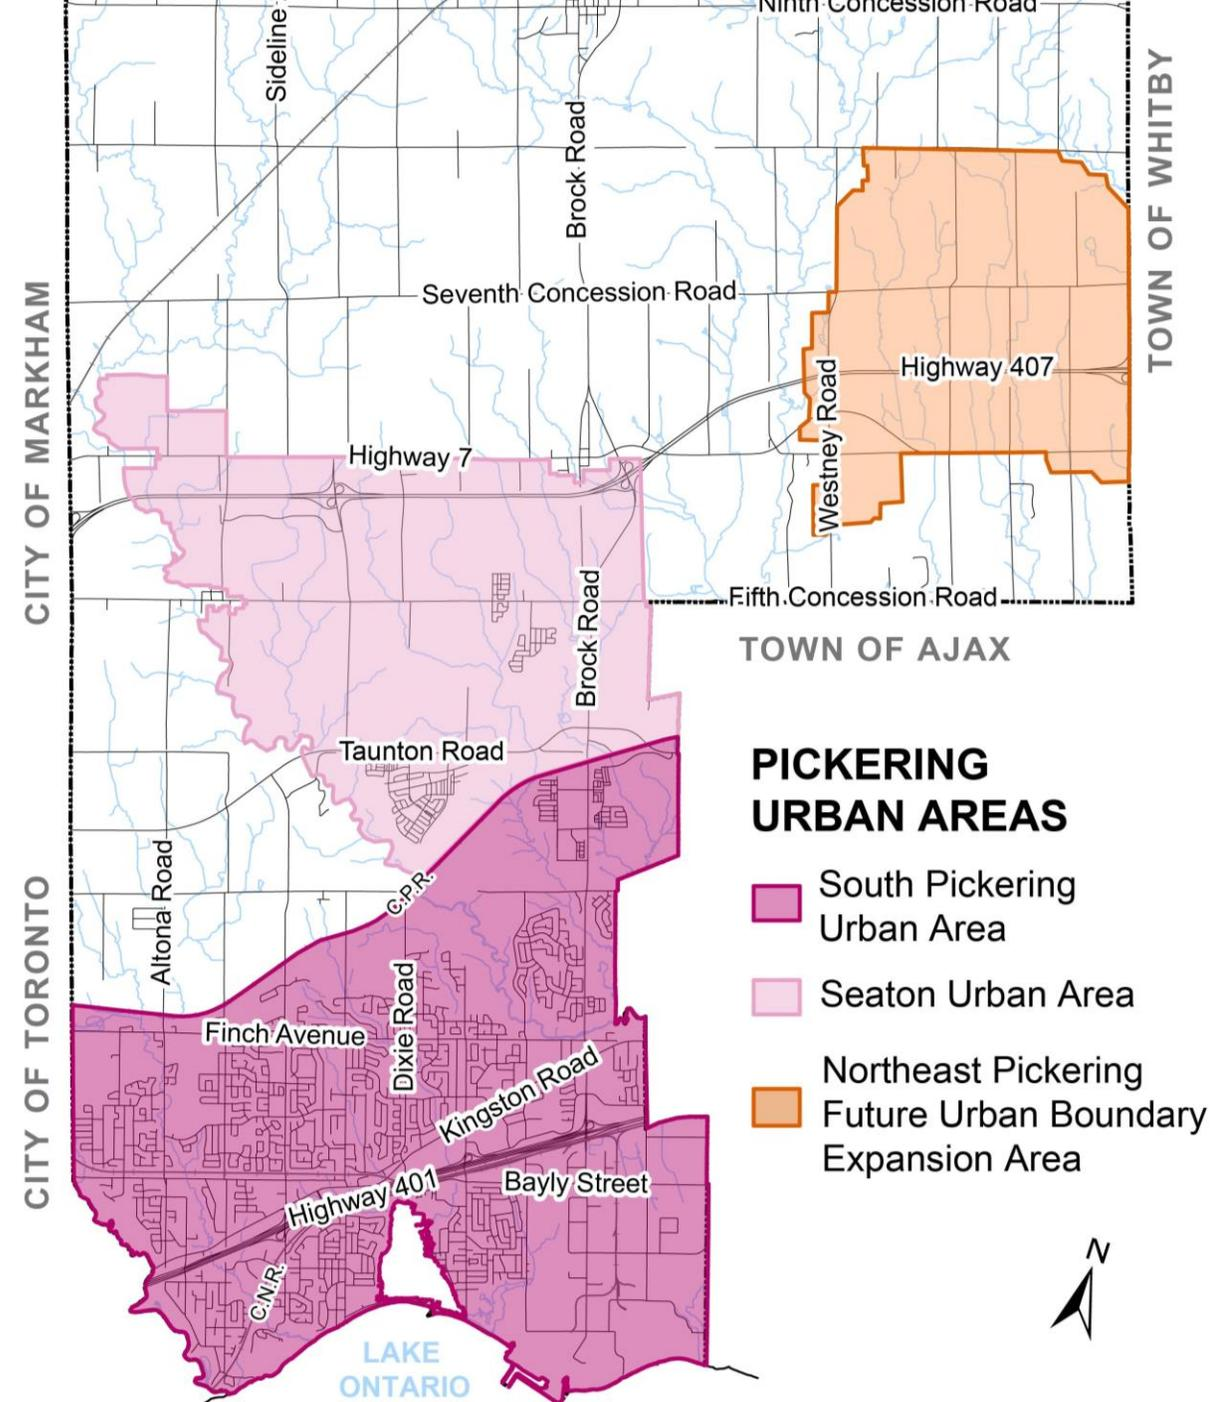 Ninth Concession Road
Sideline
Brock Road
TOWN OF WHITBY
Seventh Concession Road
CITY OF MARKHAM
Highway 407
Westney Road
Highway 7
Brock Road
Fifth Concession Road
TOWN OF AJAX
Taunton Road
PICKERING
URBAN AREAS
Altona Road
C.P.R.
South Pickering
Urban Area
CITY OF TORONTO
Dixie Road
Seaton Urban Area
Finch Avenue
Kingston Road
Northeast Pickering
Future Urban Boundary
Expansion Area
Highway 401
Bayly Street
C.N.R.
N
LAKE
ONTARIO